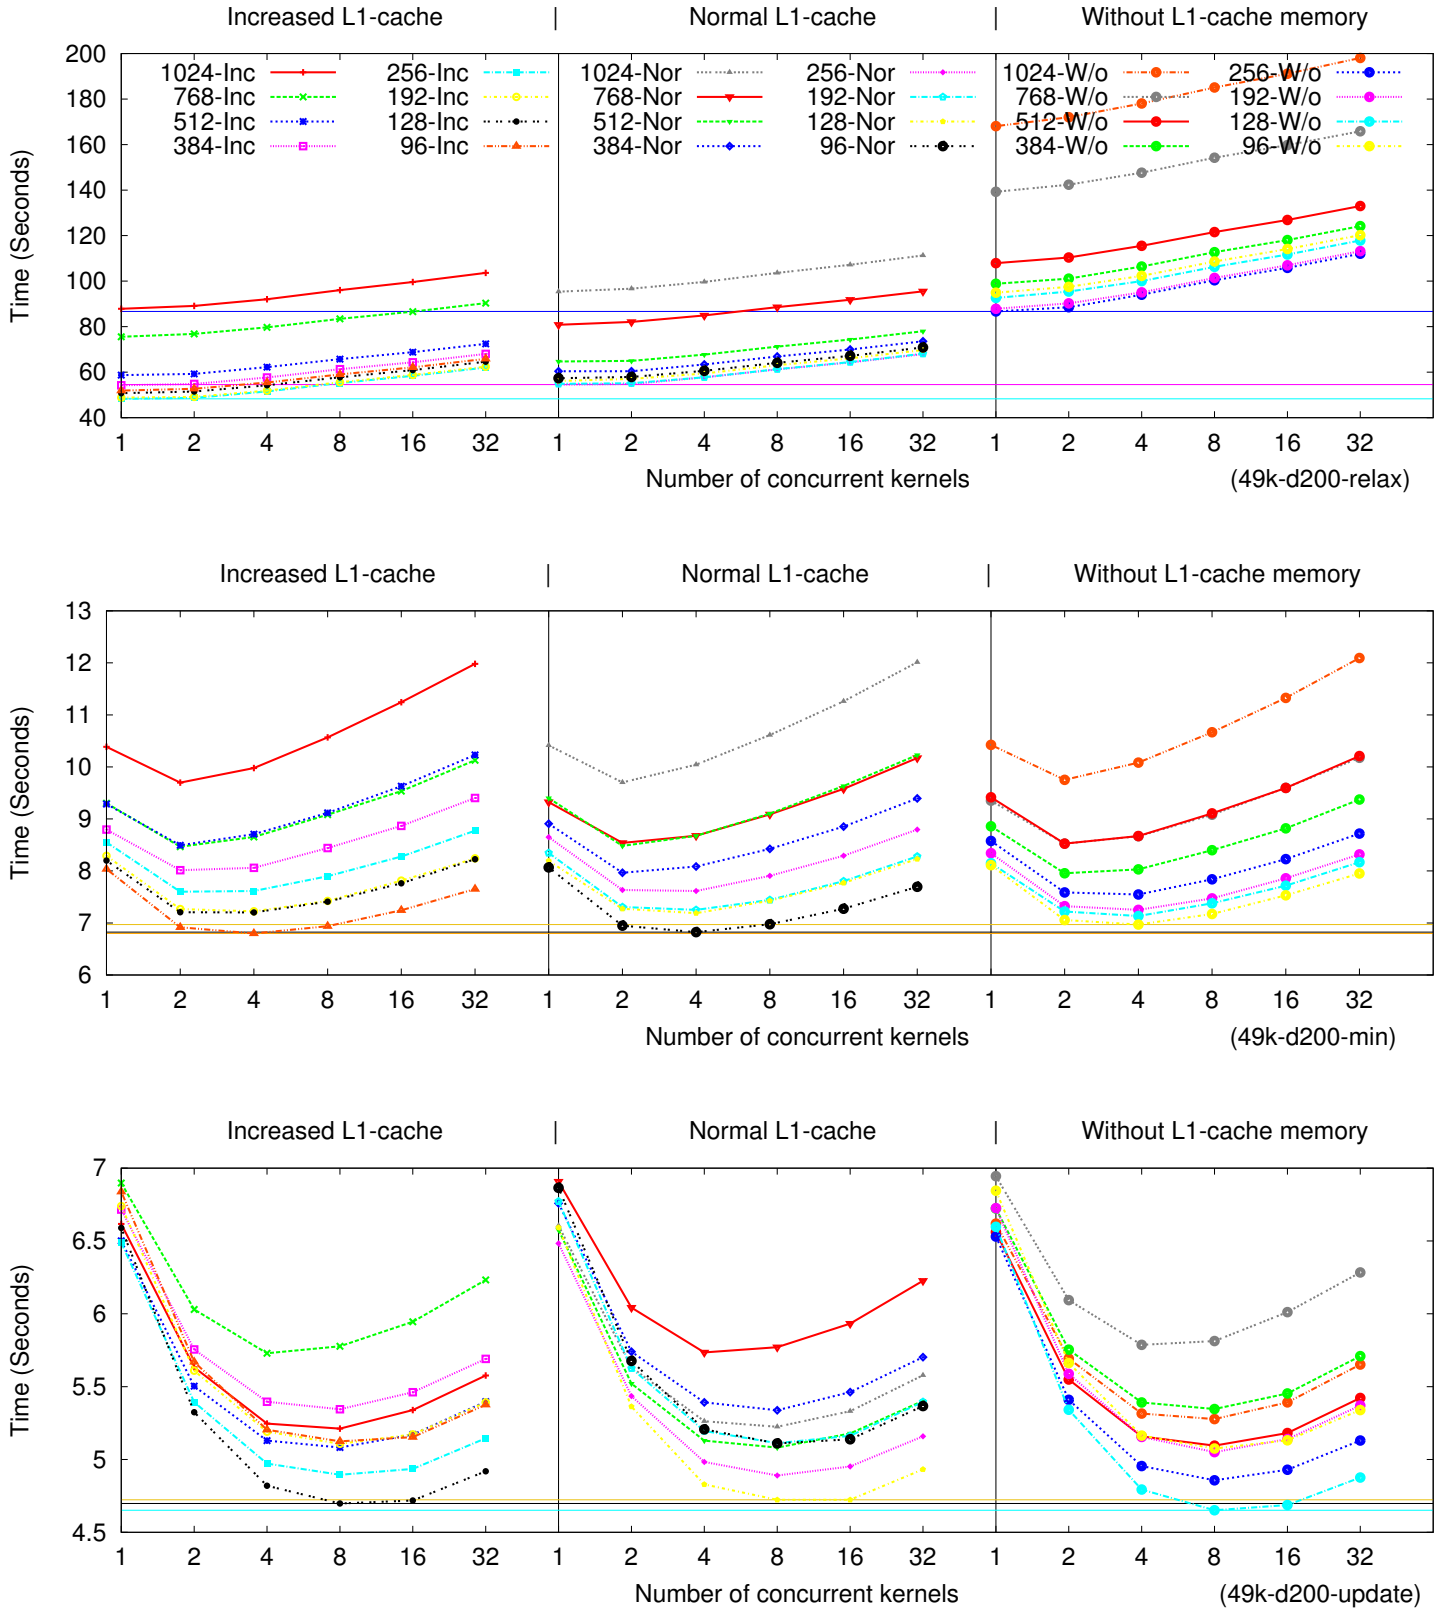 Increased L1-cache | Normal L1-cache | Without L1-cache memory
200
180
160
140
120
100
80
60
40
Time (Seconds)
1024-Inc 256-Inc 1024-Nor 256-Nor 1024-W/o 256-W/o
768-Inc 192-Inc 768-Nor 192-Nor 768-W/o 192-W/o
512-Inc 128-Inc 512-Nor 128-Nor 512-W/o 128-W/o
384-Inc 96-Inc 384-Nor 96-Nor 384-W/o 96-W/o
1 2 4 8 16 32 1 2 4 8 16 32 1 2 4 8 16 32
Number of concurrent kernels (49k-d200-relax)
Increased L1-cache | Normal L1-cache | Without L1-cache memory
13
12
11
10
9
8
7
6
Time (Seconds)
1 2 4 8 16 32 1 2 4 8 16 32 1 2 4 8 16 32
Number of concurrent kernels (49k-d200-min)
Increased L1-cache | Normal L1-cache | Without L1-cache memory
7
6.5
6
5.5
5
4.5
Time (Seconds)
1 2 4 8 16 32 1 2 4 8 16 32 1 2 4 8 16 32
Number of concurrent kernels (49k-d200-update)